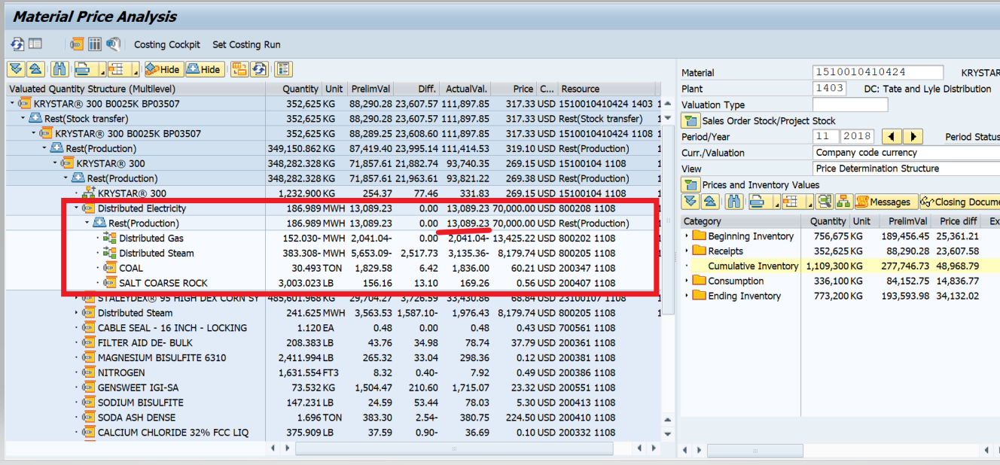 Material Price Analysis
Costing Cockpit Set Costing Run
Hide Hide
Valuated Quantity Structure (Multilevel) Quantity Unit PrelimVal Diff. ActualVal. Price C... Resource
KRYSTAR® 300 B0025K BP03507 352,625 KG 88,290.28 23,607.57 111,897.85 317.33 USD 1510010410424 1403 1
Rest(Stock transfer) 352,625 KG 88,290.28 23,607.57 111,897.85 317.33 USD Rest(Stock transfer) 1
KRYSTAR® 300 B0025K BP03507 352,625 KG 88,289.25 23,608.60 111,897.85 317.33 USD 1510010410424 1108 1
Rest(Production) 349,150.862 KG 87,419.40 23,995.14 111,414.53 319.10 USD Rest(Production) 1
KRYSTAR® 300 348,282.328 KG 71,857.61 21,882.74 93,740.35 269.15 USD 15100104 1108 1
Rest(Production) 348,282.328 KG 71,857.61 21,963.61 93,821.22 269.38 USD Rest(Production) 1
KRYSTAR® 300 1,232.900 KG 254.37 77.46 331.83 269.15 USD 15100104 1108 1
Distributed Electricity 186.989 MWH 13,089.23 0.00 13,089.23 70,000.00 USD 800208 1108
Rest(Production) 186.989 MWH 13,089.23 0.00 13,089.23 70,000.00 USD Rest(Production) 1
Distributed Gas 152.030- MWH 2,041.04- 0.00 2,041.04- 13,425.22 USD 800202 1108
Distributed Steam 383.308- MWH 5,653.09- 2,517.73 3,135.36- 8,179.74 USD 800205 1108
COAL 30.493 TON 1,829.58 6.42 1,836.00 60.21 USD 200347 1108
SALT COARSE ROCK 3,003.023 LB 156.16 13.10 169.26 0.56 USD 200407 1108
STALEYDEX® 95 HIGH DEX CORN SY 485,601.968 KG 29,704.27 3,726.59 33,430.86 68.84 USD 23100107 1108 1
Distributed Steam 241.625 MWH 3,563.53 1,587.10- 1,976.43 8,179.74 USD 800205 1108 1
CABLE SEAL - 16 INCH - LOCKING 1.120 EA 0.48 0.00 0.48 0.43 USD 700561 1108
FILTER AID DE- BULK 208.383 LB 43.76 34.98 78.74 37.79 USD 200361 1108
MAGNESIUM BISULFITE 6310 2,411.994 LB 265.32 33.04 298.36 0.12 USD 200381 1108
NITROGEN 1,631.554 FT3 8.32 0.40- 7.92 0.49 USD 200386 1108
GENSWEET IGI-SA 73.532 KG 1,504.47 210.60 1,715.07 23.32 USD 200551 1108
SODIUM BISULFITE 147.231 LB 24.59 53.44 78.03 5.30 USD 200413 1108
SODA ASH DENSE 1.696 TON 383.30 2.54- 380.75 224.50 USD 200410 1108
CALCIUM CHLORIDE 32% FCC LIQ 375.909 LB 37.59 0.90- 36.69 0.10 USD 200332 1108
Material 1510010410424 KRYSTAR
Plant 1403 DC: Tate and Lyle Distribution
Valuation Type
Sales Order Stock/Project Stock
Period/Year 11 2018 Period Status
Curr./Valuation Company code currency
View Price Determination Structure
Prices and Inventory Values
Messages Closing Docume
Category Quantity Unit PrelimVal Price diff Ex
Beginning Inventory 756,675 KG 189,456.45 25,361.21
Receipts 352,625 KG 88,290.28 23,607.58
Cumulative Inventory 1,109,300 KG 277,746.73 48,968.79
Consumption 336,100 KG 84,152.75 14,836.77
Ending Inventory 773,200 KG 193,593.98 34,132.02